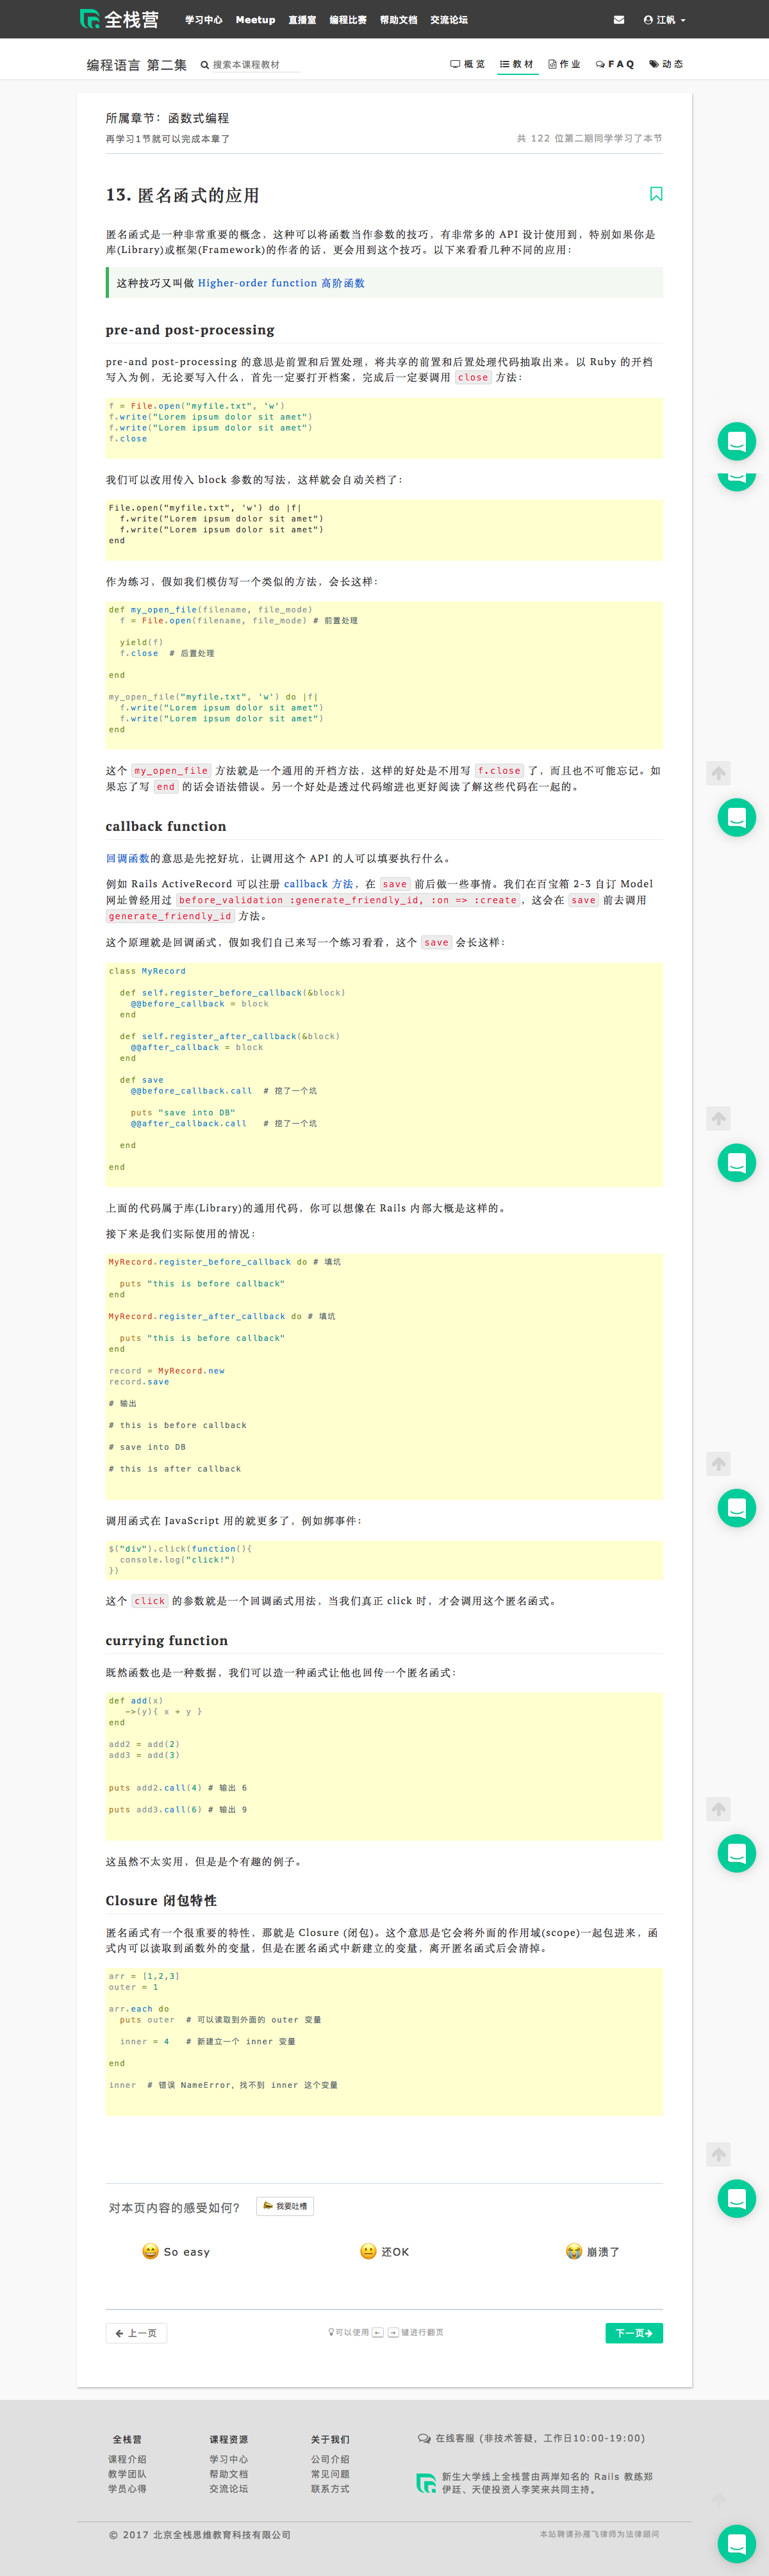 全栈营 学习中心 Meetup 直播室 编程比赛 帮助文档 交流论坛 江帆
编程语言 第二集 搜索本课程教材 概览 教材 作业 FAQ 动态
所属章节：函数式编程
再学习1节就可以完成本章了 共 122 位第二期同学学习了本节
13. 匿名函式的应用
匿名函式是一种非常重要的概念，这种可以将函数当作参数的技巧，有非常多的 API 设计使用到，特别如果你是
库(Library)或框架(Framework)的作者的话，更会用到这个技巧。以下来看看几种不同的应用：
这种技巧又叫做 Higher-order function 高阶函数
pre-and post-processing
pre-and post-processing 的意思是前置和后置处理，将共享的前置和后置处理代码抽取出来。以 Ruby 的开档
写入为例，无论要写入什么，首先一定要打开档案，完成后一定要调用 close 方法：
f = File.open("myfile.txt", 'w')
f.write("Lorem ipsum dolor sit amet")
f.write("Lorem ipsum dolor sit amet")
f.close
我们可以改用传入 block 参数的写法，这样就会自动关档了：
File.open("myfile.txt", 'w') do |f|
f.write("Lorem ipsum dolor sit amet")
f.write("Lorem ipsum dolor sit amet")
end
作为练习，假如我们模仿写一个类似的方法，会长这样：
def my_open_file(filename, file_mode)
f = File.open(filename, file_mode) # 前置处理
yield(f)
f.close # 后置处理
end
my_open_file("myfile.txt", 'w') do |f|
f.write("Lorem ipsum dolor sit amet")
f.write("Lorem ipsum dolor sit amet")
end
这个 my_open_file 方法就是一个通用的开档方法，这样的好处是不用写 f.close 了，而且也不可能忘记。如
果忘了写 end 的话会语法错误。另一个好处是透过代码缩进也更好阅读了解这些代码在一起的。
callback function
回调函数的意思是先挖好坑，让调用这个 API 的人可以填要执行什么。
例如 Rails ActiveRecord 可以注册 callback 方法，在 save 前后做一些事情。我们在百宝箱 2-3 自订 Model
网址曾经用过 before_validation :generate_friendly_id, :on => :create，这会在 save 前去调用
generate_friendly_id 方法。
这个原理就是回调函式，假如我们自己来写一个练习看看，这个 save 会长这样：
class MyRecord
def self.register_before_callback(&block)
@@before_callback = block
end
def self.register_after_callback(&block)
@@after_callback = block
end
def save
@@before_callback.call # 挖了一个坑
puts "save into DB"
@@after_callback.call # 挖了一个坑
end
end
上面的代码属于库(Library)的通用代码，你可以想像在 Rails 内部大概是这样的。
接下来是我们实际使用的情况：
MyRecord.register_before_callback do # 填坑
puts "this is before callback"
end
MyRecord.register_after_callback do # 填坑
puts "this is before callback"
end
record = MyRecord.new
record.save
# 输出
# this is before callback
# save into DB
# this is after callback
调用函式在 JavaScript 用的就更多了，例如绑事件：
$("div").click(function(){
console.log("click!")
})
这个 click 的参数就是一个回调函式用法，当我们真正 click 时，才会调用这个匿名函式。
currying function
既然函数也是一种数据，我们可以造一种函式让他也回传一个匿名函式：
def add(x)
->(y){ x + y }
end
add2 = add(2)
add3 = add(3)
puts add2.call(4) # 输出 6
puts add3.call(6) # 输出 9
这虽然不太实用，但是是个有趣的例子。
Closure 闭包特性
匿名函式有一个很重要的特性，那就是 Closure (闭包)。这个意思是它会将外面的作用域(scope)一起包进来，函
式内可以读取到函数外的变量，但是在匿名函式中新建立的变量，离开匿名函式后会清掉。
arr = [1,2,3]
outer = 1
arr.each do
puts outer # 可以读取到外面的 outer 变量
inner = 4 # 新建立一个 inner 变量
end
inner # 错误 NameError，找不到 inner 这个变量
对本页内容的感受如何？ 我要吐槽
So easy 还OK 崩溃了
上一页 可以使用 ← → 键进行翻页 下一页
全栈营 课程资源 关于我们 在线客服 (非技术答疑，工作日10:00-19:00)
课程介绍 学习中心 公司介绍
教学团队 帮助文档 常见问题 新生大学线上全栈营由两岸知名的 Rails 教练郑
学员心得 交流论坛 联系方式 伊廷、天使投资人李笑来共同主持。
© 2017 北京全栈思维教育科技有限公司 本站聘请孙雁飞律师为法律顾问